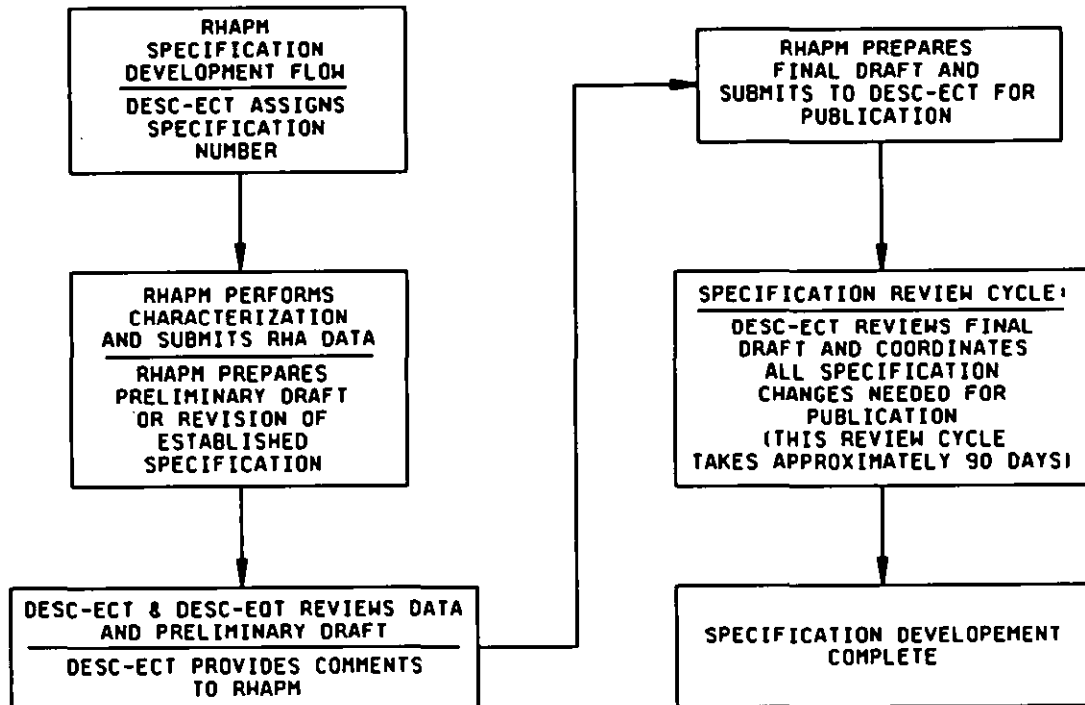 RHAPM
SPECIFICATION
DEVELOPMENT FLOW
DESC-ECT ASSIGNS
SPECIFICATION
NUMBER
RHAPM PERFORMS
CHARACTERIZATION
AND SUBMITS RHA DATA
RHAPM PREPARES
PRELIMINARY DRAFT
OR REVISION OF
ESTABLISHED
SPECIFICATION
DESC-ECT & DESC-EQT REVIEWS DATA
AND PRELIMINARY DRAFT
DESC-ECT PROVIDES COMMENTS
TO RHAPM
RHAPM PREPARES
FINAL DRAFT AND
SUBMITS TO DESC-ECT FOR
PUBLICATION
SPECIFICATION REVIEW CYCLE:
DESC-ECT REVIEWS FINAL
DRAFT AND COORDINATES
ALL SPECIFICATION
CHANGES NEEDED FOR
PUBLICATION
(THIS REVIEW CYCLE
TAKES APPROXIMATELY 90 DAYS)
SPECIFICATION DEVELOPEMENT
COMPLETE